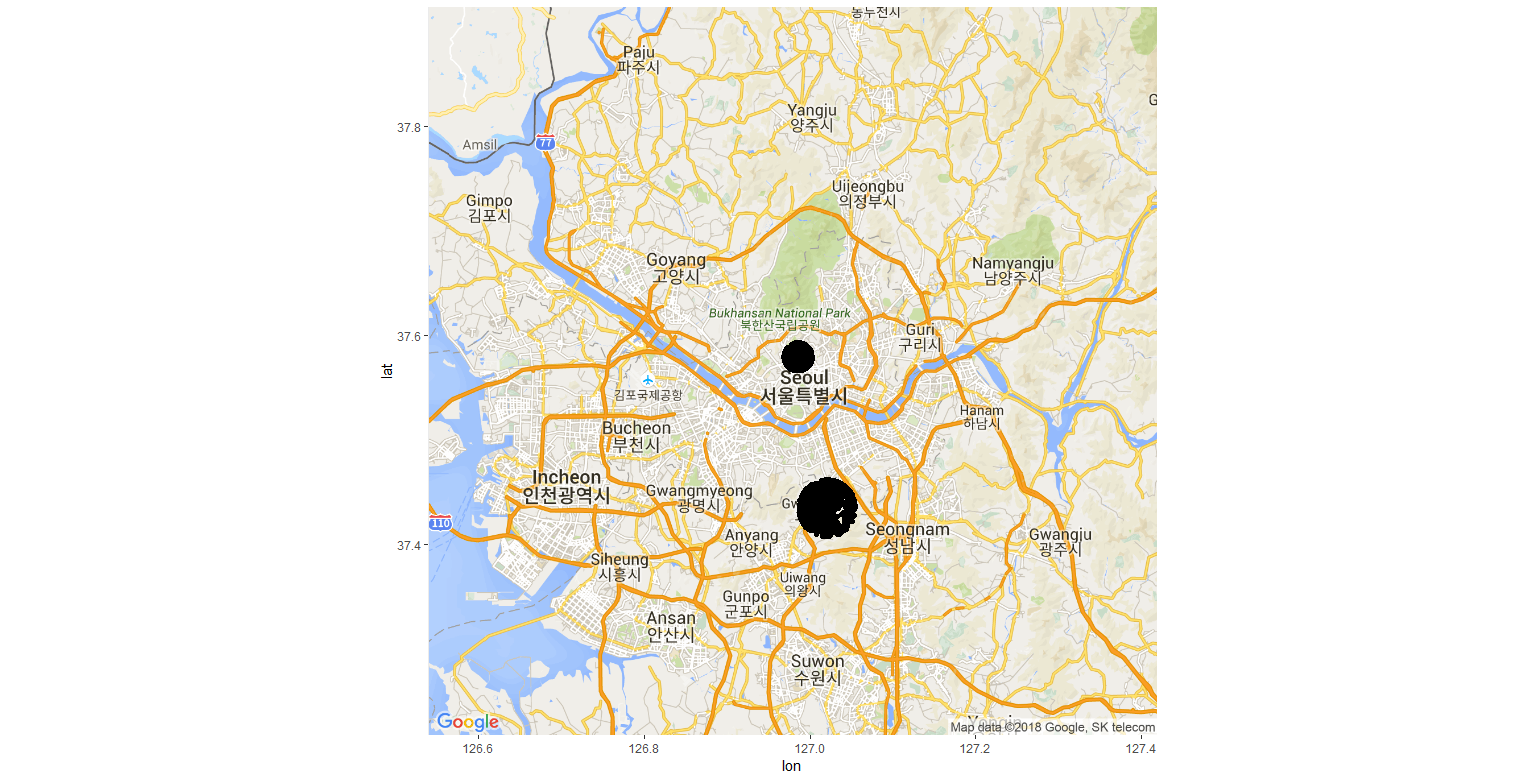 농누전시
Paju
파주시
G
Yangju
양주시
37.8
77
Amsil
Uijeongbu
의정부시
Gimpo
김포시
Goyang
고양시
Namyangju
남양주시
Bukhansan National Park
북한산국립공원
Guri
구리시
37.6
lat
Seoul
서울특별시
김포국제공항
Hanam
하남시
Bucheon
부천시
Incheon
인천광역시
Gwangmyeong
광명시
Gw
110
Seongnam
성남시
Gwangju
광주시
Anyang
안양시
37.4
Siheung
시흥시
Uiwang
의왕시
Gunpo
군포시
Ansan
안산시
Suwon
수원시
Google
Map data ©2018 Google, SK telecom
126.6
126.8
127.0
127.2
127.4
lon